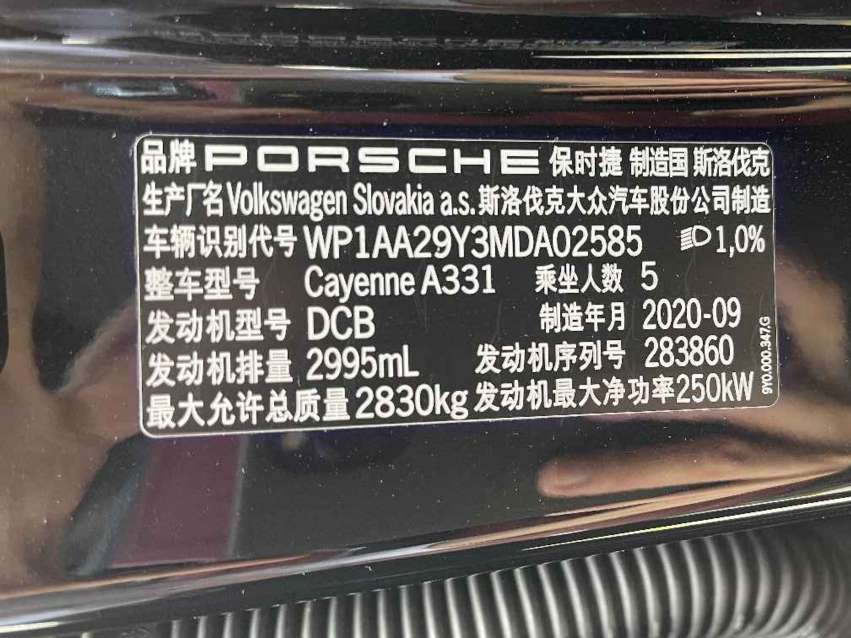 品牌 PORSCHE 保时捷 制造国 斯洛伐克
生产厂名 Volkswagen Slovakia a.s. 斯洛伐克大众汽车股份公司制造
车辆识别代号 WP1AA29Y3MDA02585 1,0%
整车型号 Cayenne A331 乘坐人数 5
发动机型号 DCB 制造年月 2020-09
发动机排量 2995mL 发动机序列号 283860
最大允许总质量 2830kg 发动机最大净功率 250kW
9Y0.000.347.G